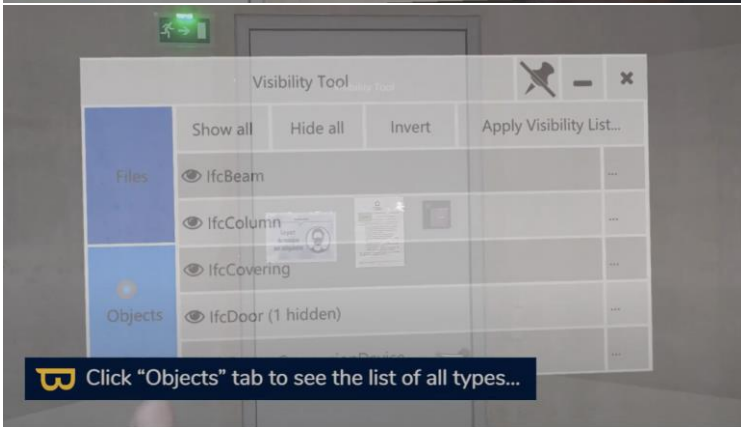 Visibility Tool
Show all Hide all Invert Apply Visibility List...
Files
IfcBeam ...
IfcColumn ...
IfcCovering ...
Objects
IfcDoor (1 hidden) ...
...
Click “Objects” tab to see the list of all types...